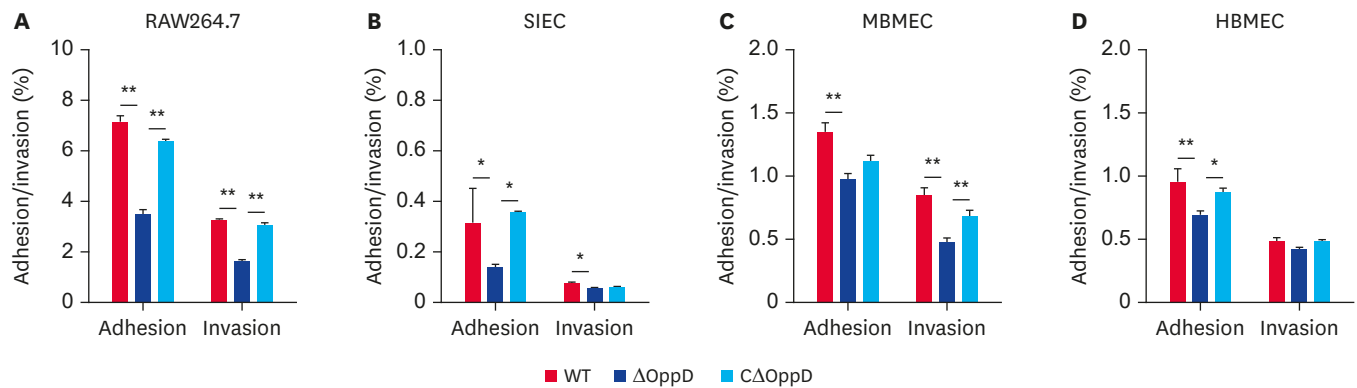 A RAW264.7
Adhesion/invasion (%)
10
8
6
4
2
0
** ** ** **
Adhesion Invasion
B SIEC
Adhesion/invasion (%)
1.0
0.8
0.6
0.4
0.2
0
* * *
Adhesion Invasion
C MBMEC
Adhesion/invasion (%)
2.0
1.5
1.0
0.5
0
** ** **
Adhesion Invasion
D HBMEC
Adhesion/invasion (%)
2.0
1.5
1.0
0.5
0
** *
Adhesion Invasion
WT ΔOppD CΔOppD